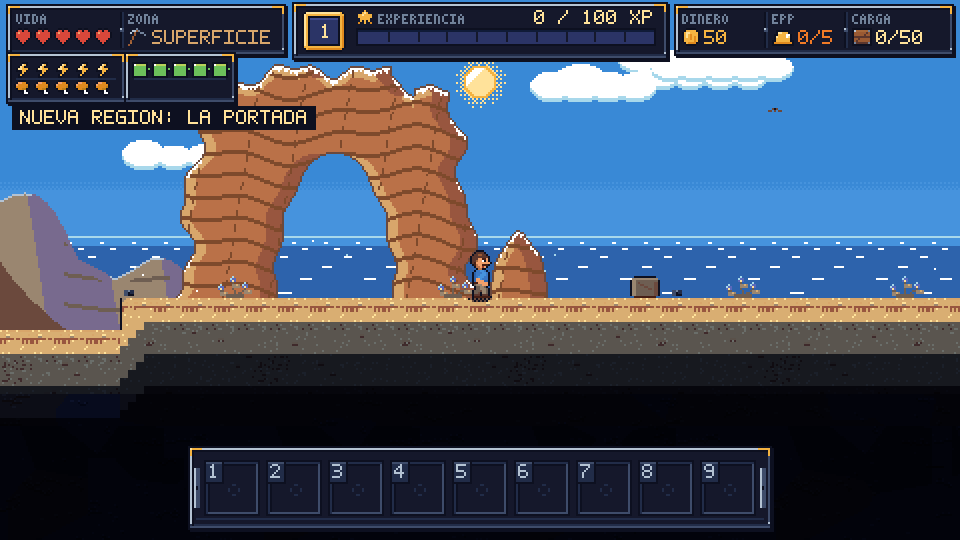 VIDA
ZONA
SUPERFICIE
1
EXPERIENCIA
0 / 100 XP
DINERO
50
EPP
0/5
CARGA
0/50
NUEVA REGION: LA PORTADA
1 2 3 4 5 6 7 8 9